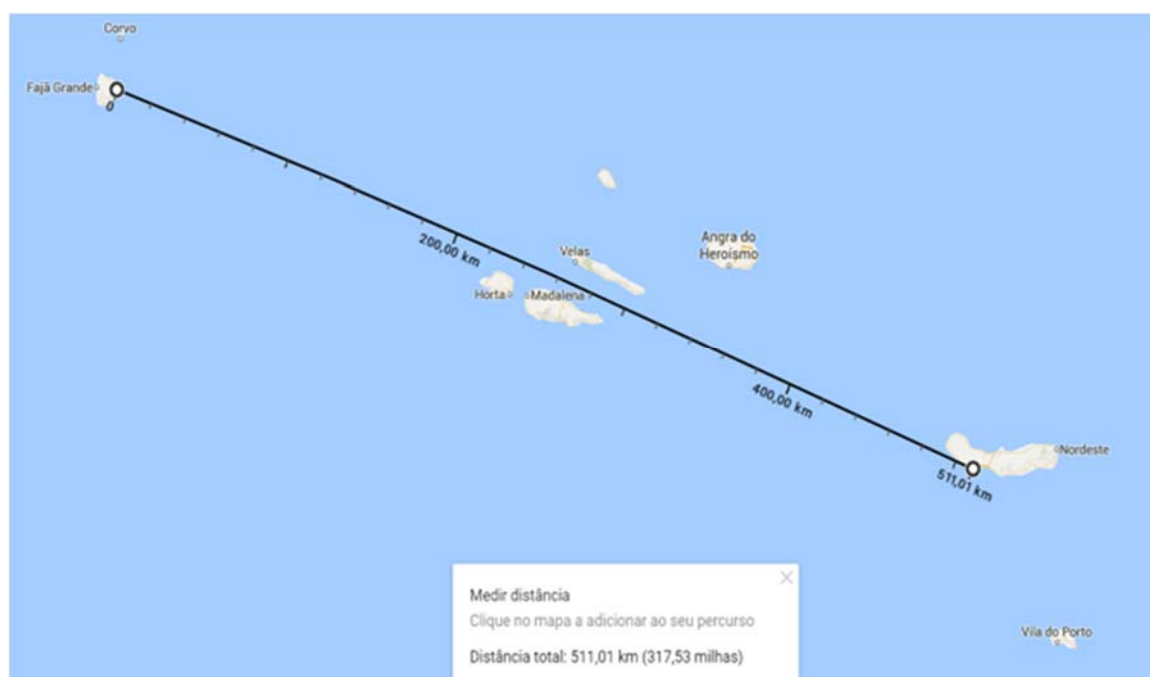 Corvo
Fajã Grande
0
200,00 km
Velas
Angra do
Heroísmo
Horta
Madalena
400,00 km
Nordeste
511,01 km
Medir distância
Clique no mapa a adicionar ao seu percurso
Distância total: 511,01 km (317,53 milhas)
Vila do Porto